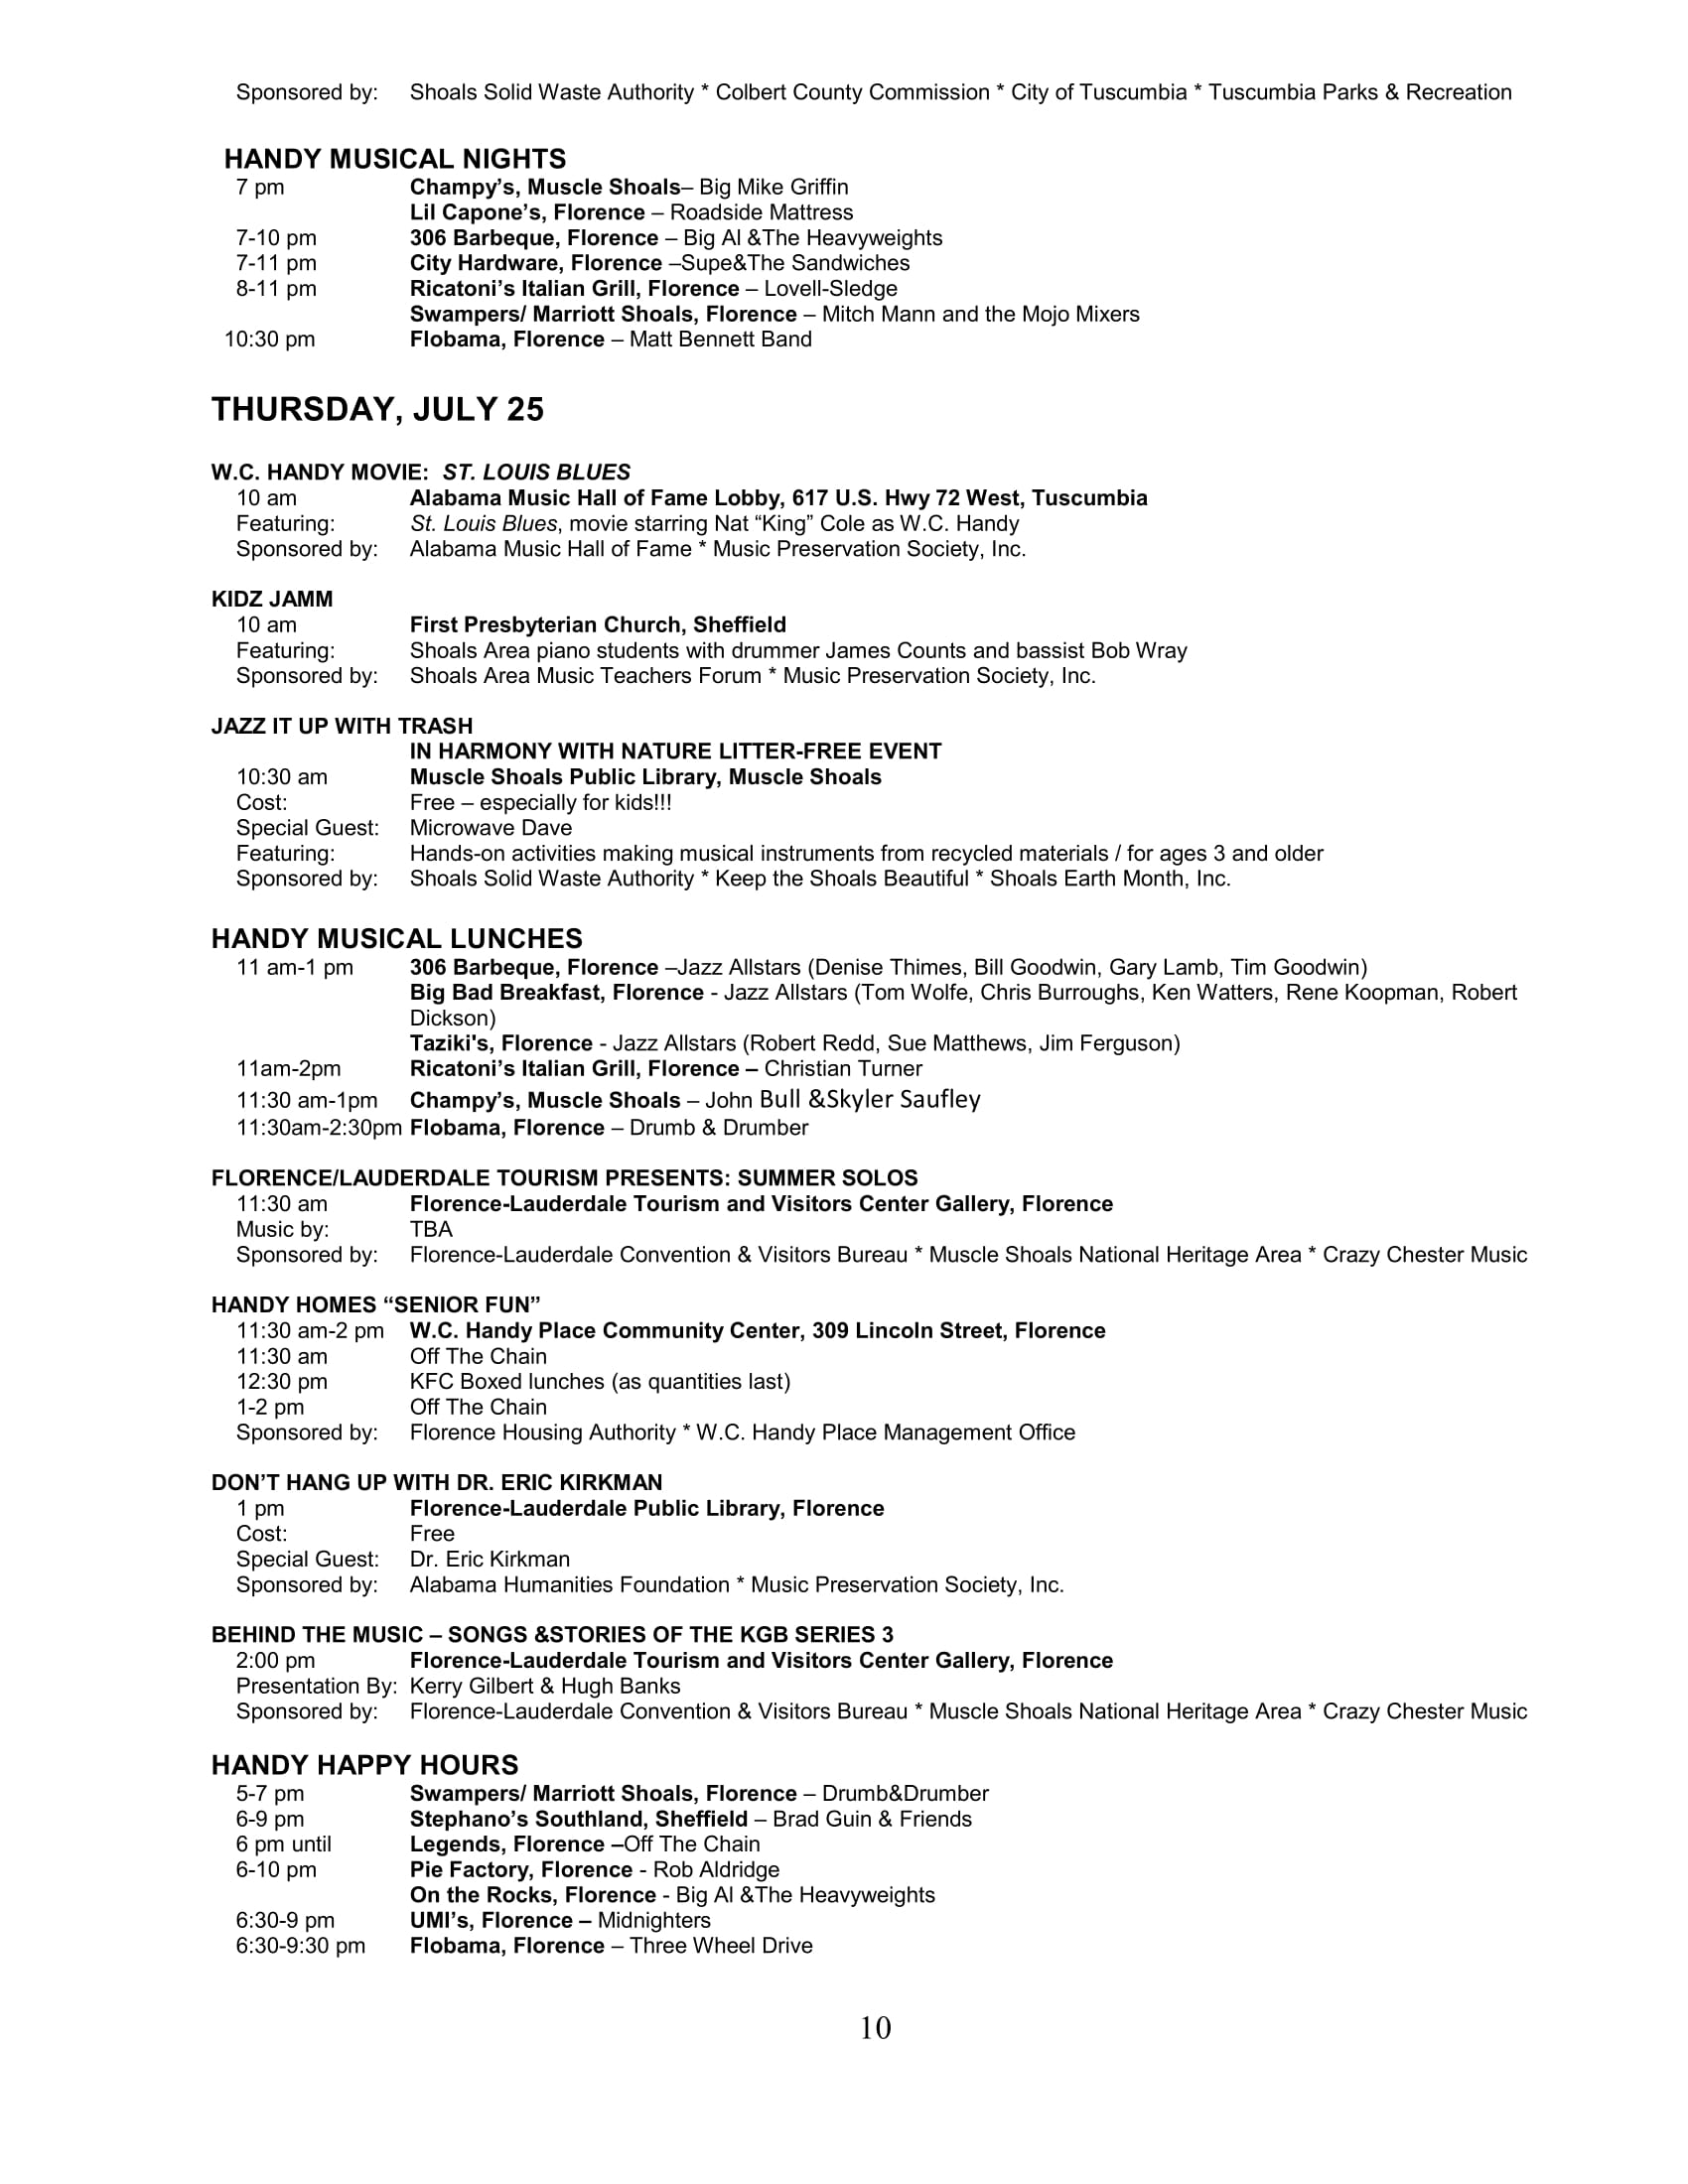 Sponsored by: Shoals Solid Waste Authority * Colbert County Commission * City of Tuscumbia * Tuscumbia Parks & Recreation
HANDY MUSICAL NIGHTS
7 pm Champy’s, Muscle Shoals– Big Mike Griffin
Lil Capone’s, Florence – Roadside Mattress
7-10 pm 306 Barbeque, Florence – Big Al &The Heavyweights
7-11 pm City Hardware, Florence –Supe&The Sandwiches
8-11 pm Ricatoni’s Italian Grill, Florence – Lovell-Sledge
Swampers/ Marriott Shoals, Florence – Mitch Mann and the Mojo Mixers
10:30 pm Flobama, Florence – Matt Bennett Band
THURSDAY, JULY 25
W.C. HANDY MOVIE: ST. LOUIS BLUES
10 am Alabama Music Hall of Fame Lobby, 617 U.S. Hwy 72 West, Tuscumbia
Featuring: St. Louis Blues, movie starring Nat “King” Cole as W.C. Handy
Sponsored by: Alabama Music Hall of Fame * Music Preservation Society, Inc.
KIDZ JAMM
10 am First Presbyterian Church, Sheffield
Featuring: Shoals Area piano students with drummer James Counts and bassist Bob Wray
Sponsored by: Shoals Area Music Teachers Forum * Music Preservation Society, Inc.
JAZZ IT UP WITH TRASH
IN HARMONY WITH NATURE LITTER-FREE EVENT
10:30 am Muscle Shoals Public Library, Muscle Shoals
Cost: Free – especially for kids!!!
Special Guest: Microwave Dave
Featuring: Hands-on activities making musical instruments from recycled materials / for ages 3 and older
Sponsored by: Shoals Solid Waste Authority * Keep the Shoals Beautiful * Shoals Earth Month, Inc.
HANDY MUSICAL LUNCHES
11 am-1 pm 306 Barbeque, Florence –Jazz Allstars (Denise Thimes, Bill Goodwin, Gary Lamb, Tim Goodwin)
Big Bad Breakfast, Florence - Jazz Allstars (Tom Wolfe, Chris Burroughs, Ken Watters, Rene Koopman, Robert
Dickson)
Taziki's, Florence - Jazz Allstars (Robert Redd, Sue Matthews, Jim Ferguson)
11am-2pm Ricatoni’s Italian Grill, Florence – Christian Turner
11:30 am-1pm Champy’s, Muscle Shoals – John Bull &Skyler Saufley
11:30am-2:30pm Flobama, Florence – Drumb & Drumber
FLORENCE/LAUDERDALE TOURISM PRESENTS: SUMMER SOLOS
11:30 am Florence-Lauderdale Tourism and Visitors Center Gallery, Florence
Music by: TBA
Sponsored by: Florence-Lauderdale Convention & Visitors Bureau * Muscle Shoals National Heritage Area * Crazy Chester Music
HANDY HOMES “SENIOR FUN”
11:30 am-2 pm W.C. Handy Place Community Center, 309 Lincoln Street, Florence
11:30 am Off The Chain
12:30 pm KFC Boxed lunches (as quantities last)
1-2 pm Off The Chain
Sponsored by: Florence Housing Authority * W.C. Handy Place Management Office
DON’T HANG UP WITH DR. ERIC KIRKMAN
1 pm Florence-Lauderdale Public Library, Florence
Cost: Free
Special Guest: Dr. Eric Kirkman
Sponsored by: Alabama Humanities Foundation * Music Preservation Society, Inc.
BEHIND THE MUSIC – SONGS &STORIES OF THE KGB SERIES 3
2:00 pm Florence-Lauderdale Tourism and Visitors Center Gallery, Florence
Presentation By: Kerry Gilbert & Hugh Banks
Sponsored by: Florence-Lauderdale Convention & Visitors Bureau * Muscle Shoals National Heritage Area * Crazy Chester Music
HANDY HAPPY HOURS
5-7 pm Swampers/ Marriott Shoals, Florence – Drumb&Drumber
6-9 pm Stephano’s Southland, Sheffield – Brad Guin & Friends
6 pm until Legends, Florence –Off The Chain
6-10 pm Pie Factory, Florence - Rob Aldridge
On the Rocks, Florence - Big Al &The Heavyweights
6:30-9 pm UMI’s, Florence – Midnighters
6:30-9:30 pm Flobama, Florence – Three Wheel Drive
10